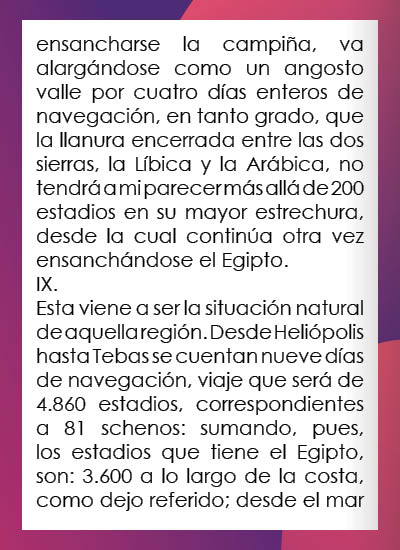 ensancharse la campiña, va
alargándose como un angosto
valle por cuatro días enteros de
navegación, en tanto grado, que
la llanura encerrada entre las dos
sierras, la Líbica y la Arábica, no
tendrá a mi parecer más allá de 200
estadios en su mayor estrechura,
desde la cual continúa otra vez
ensanchándose el Egipto.
IX.
Esta viene a ser la situación natural
de aquella región. Desde Heliópolis
hasta Tebas se cuentan nueve días
de navegación, viaje que será de
4.860 estadios, correspondientes
a 81 schenos: sumando, pues,
los estadios que tiene el Egipto,
son: 3.600 a lo largo de la costa,
como dejo referido; desde el mar